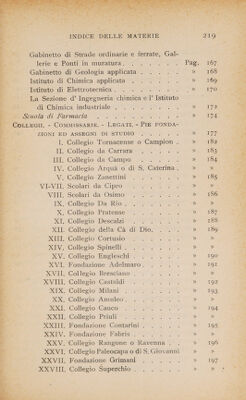 INDICE DELLE MATERIE 219
Gabinetto di Strade ordinarie e ferrate, Gal-
lerie e Ponti in muratura . . . . . Pag. 167
Gabinetto di Geologia applicata . . . . » 168
Istituto di Chimica applicata . . . . . » 169
Istituto di Elettrotecnica . . . . . . » 170
La Sezione d' Ingegneria chimica e l' Istituto
di Chimica industriale . . . . . . » 172
Scuola di Farmacia . . . . . . . . » 174
COLLEGII, - COMMISSARIE, - LEGATI, - PIE FONDA-
ZIONI ED ASSEGNI DI STUDIO . . . . . » 177
I. Collegio Tornacense o Campion . » 182
II. Collegio da Carrera . . . . » 183
III. Collegio da Campo . . . . » 184
IV. Collegio Acqua o di S. Caterina . »
V. Collegio Zonettini . . . . . » 185
VI-VII. Scolari da Cipro . . . . . »
VIII. Scolari da Osimo . . . . . » 186
IX. Collegio Da Rio . . . . . »
X. Collegio Pratense . . . . . » 187
XI. Collegio Descalzi . . . . . » 188
XII. Collegio della Cà di Dio . . . » 189
XIII. Collegio Cortusio . . . . . »
XIV. Collegio Spinelli . . . . . »
XV. Collegio Engleschi . . . . . » 190
XVI. Fondazione Adelmaro . . . . » 191
XVII. Collegio Bresciano . . . . . »
XVIII. Collegio Castoldi . . . . . » 192
XIX. Collegio Milani . . . . . » 193
XX. Collegio Amuleo . . . . . »
XXI. Collegio Cauco . . . . . » 194
XXII. Collegio Priuli . . . . . »
XXIII. Fondazione Contarini . . . . » 195
XXIV. Fondazione Fabris . . . . . »
XXV. Collegio Rangone o Ravenna . . » 196
XXVI. Collegio Paleocapa o di S. Giovanni »
XXVII. Fondazione Grimani . . . . » 197
XXVIII. Collegio Superchio . . . . . »